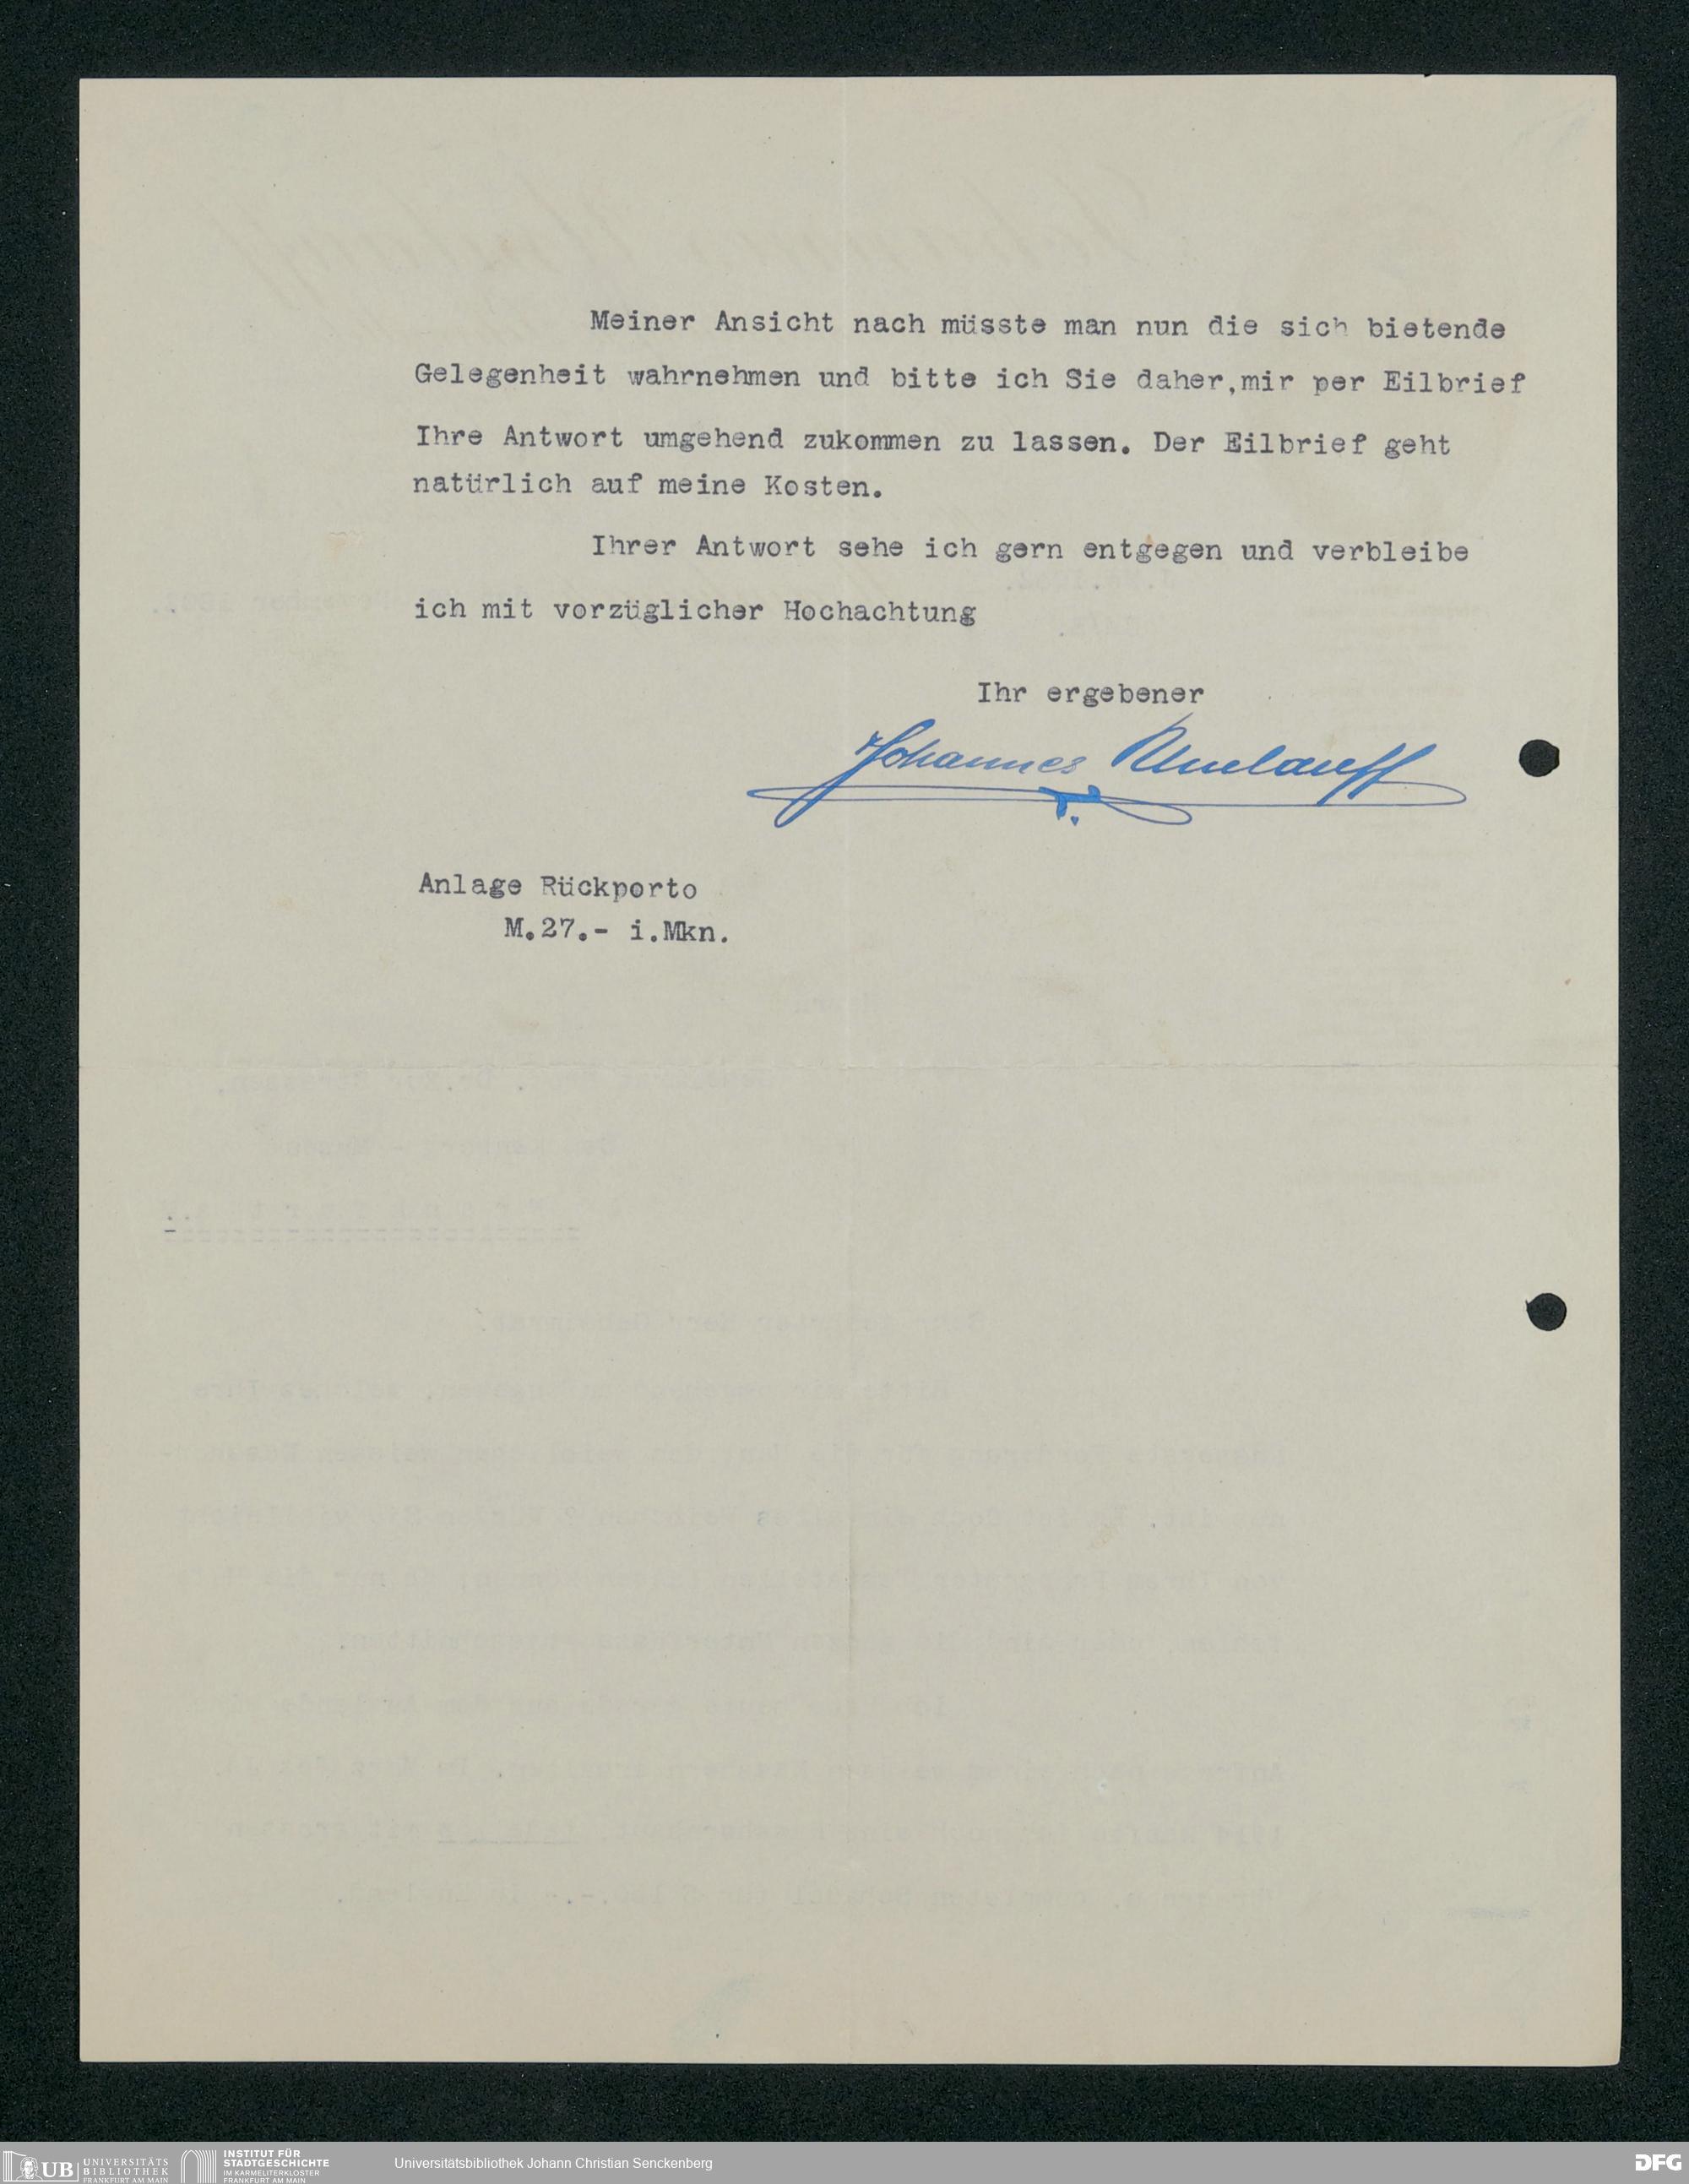 Meiner Ansicht nach müsste man nun die sich bietende
Gelegenheit wahrnehmen und bitte ich Sie daher,mir per Eilbrief
Ihre Antwort umgehend zukommen zu lassen. Der Eilbrief geht
natürlich auf meine Kosten.
Ihrer Antwort sehe ich gern entgegen und verbleibe
ich mit vorzüglicher Hochachtung
Ihr ergebener
Johannes Umlauff
Anlage Rückporto
M.27.- i.Mkn.
UB UNIVERSITÄTS
BIBLIOTHEK
FRANKFURT AM MAIN
INSTITUT FÜR
STADTGESCHICHTE
IM KARMELITERKLOSTER
FRANKFURT AM MAIN
Universitätsbibliothek Johann Christian Senckenberg
DFG